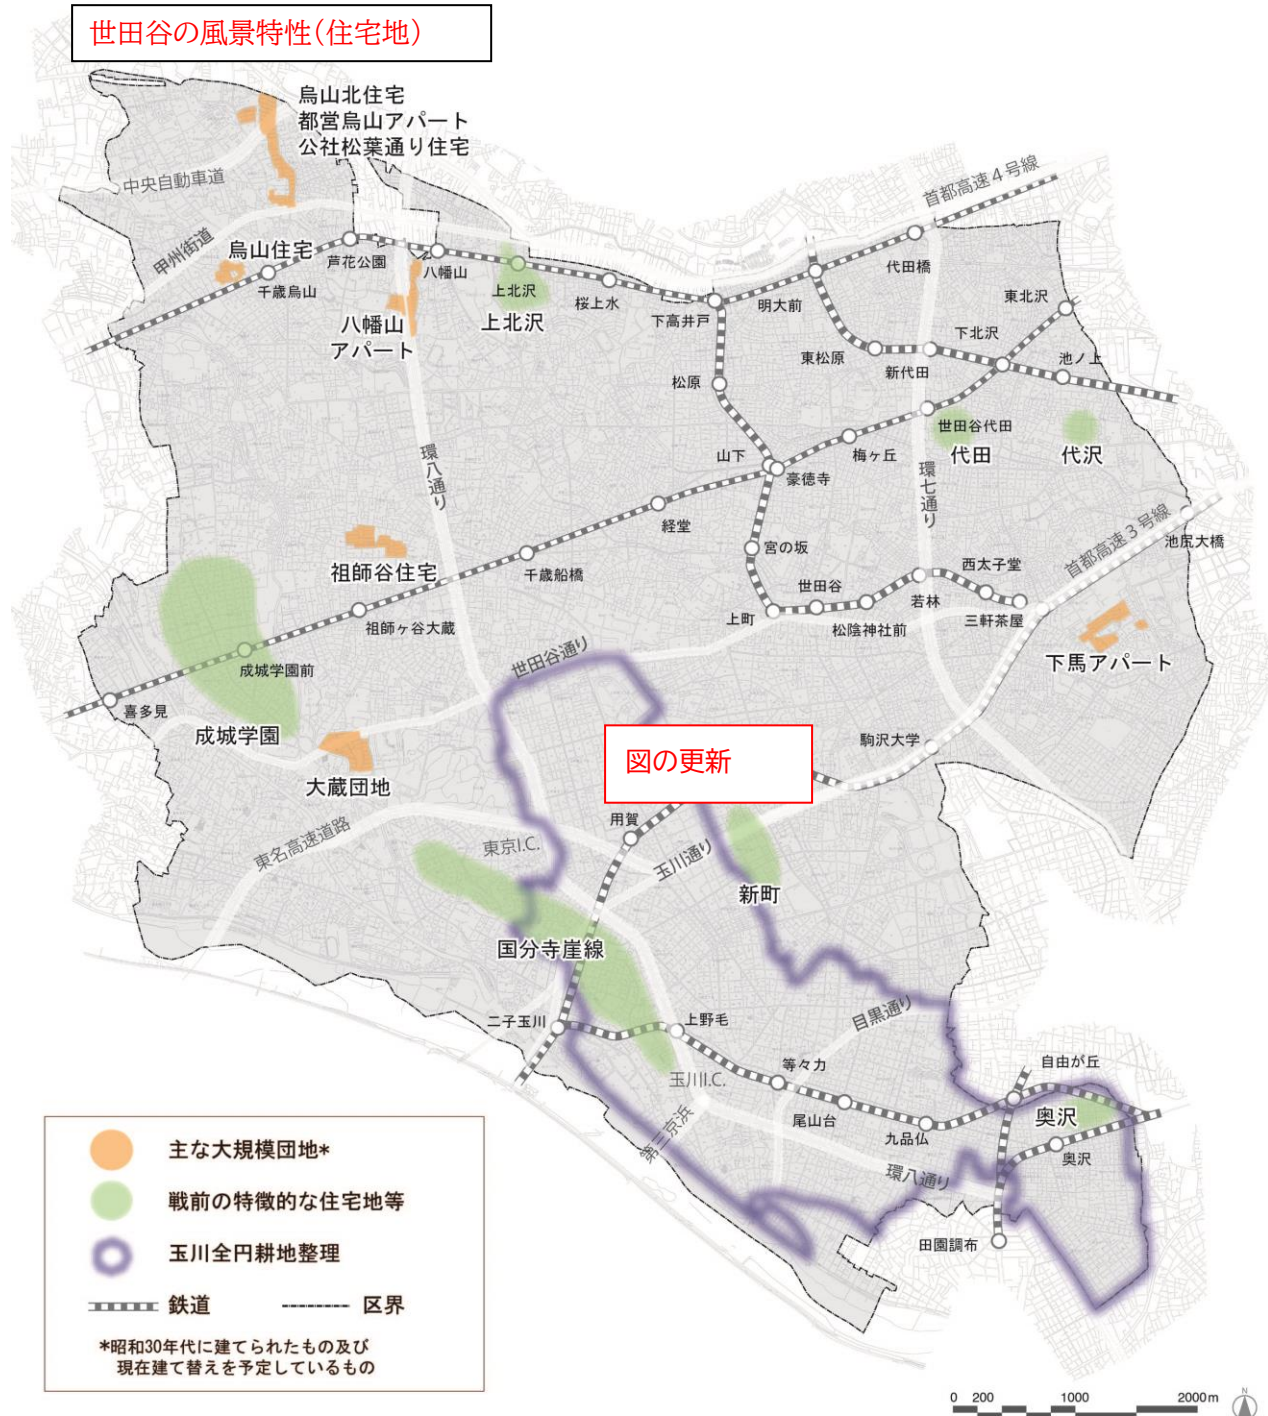 世田谷の風景特性（住宅地）
烏山北住宅
都営烏山アパート
公社松葉通り住宅
中央自動車道
首都高速４号線
甲州街道
烏山住宅
芦花公園
八幡山
千歳烏山
上北沢
桜上水
下高井戸
明大前
代田橋
東北沢
八幡山
アパート
上北沢
東松原
新代田
下北沢
池ノ上
松原
世田谷代田
代田
代沢
環八通り
山下
豪徳寺
梅ヶ丘
環七通り
経堂
首都高速３号線
池尻大橋
祖師谷住宅
千歳船橋
宮の坂
世田谷
西太子堂
祖師ヶ谷大蔵
上町
松陰神社前
若林
三軒茶屋
下馬アパート
世田谷通り
成城学園前
喜多見
成城学園
駒沢大学
図の更新
大蔵団地
用賀
東名高速道路
東京I.C.
玉川通り
新町
国分寺崖線
二子玉川
上野毛
目黒通り
等々力
自由が丘
玉川I.C.
尾山台
奥沢
第三京浜
九品仏
奥沢
環八通り
田園調布
主な大規模団地*
戦前の特徴的な住宅地等
玉川全円耕地整理
鉄道
区界
*昭和30年代に建てられたもの及び
現在建て替えを予定しているもの
0 200 1000 2000m
N